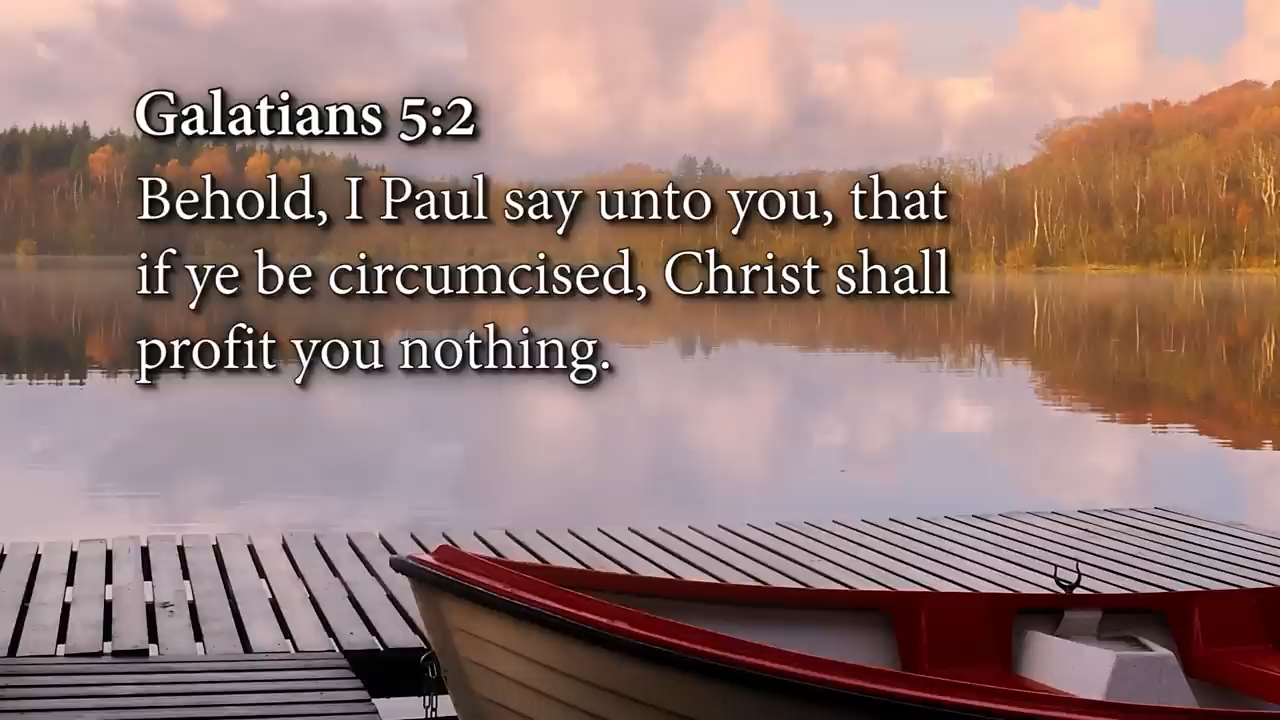 Galatians 5:2
Behold, I Paul say unto you, that
if ye be circumcised, Christ shall
profit you nothing.